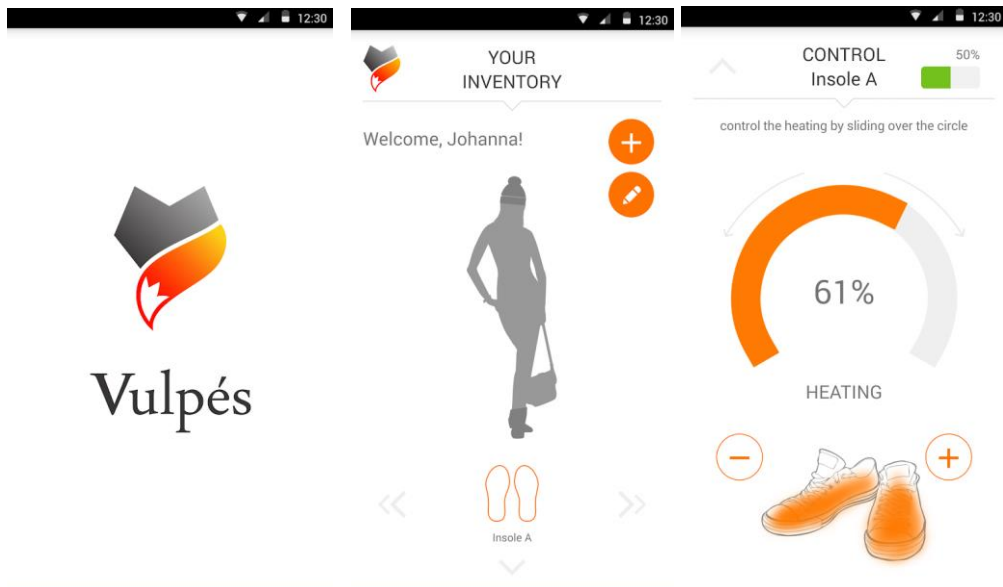 12:30
Vulpés
12:30
YOUR
INVENTORY
Welcome, Johanna!
Insole A
12:30
CONTROL
Insole A
50%
control the heating by sliding over the circle
61%
HEATING